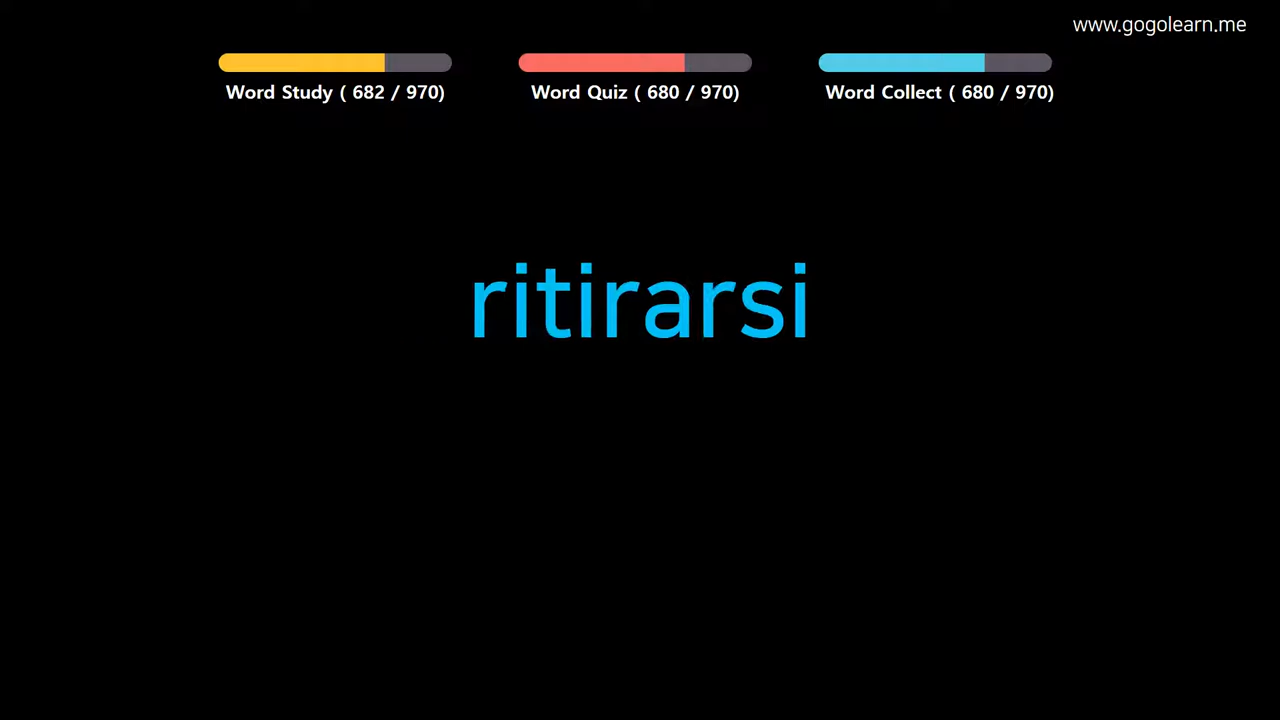 www.gogolearn.me
Word Study ( 682 / 970)
Word Quiz ( 680 / 970)
Word Collect ( 680 / 970)
ritirarsi